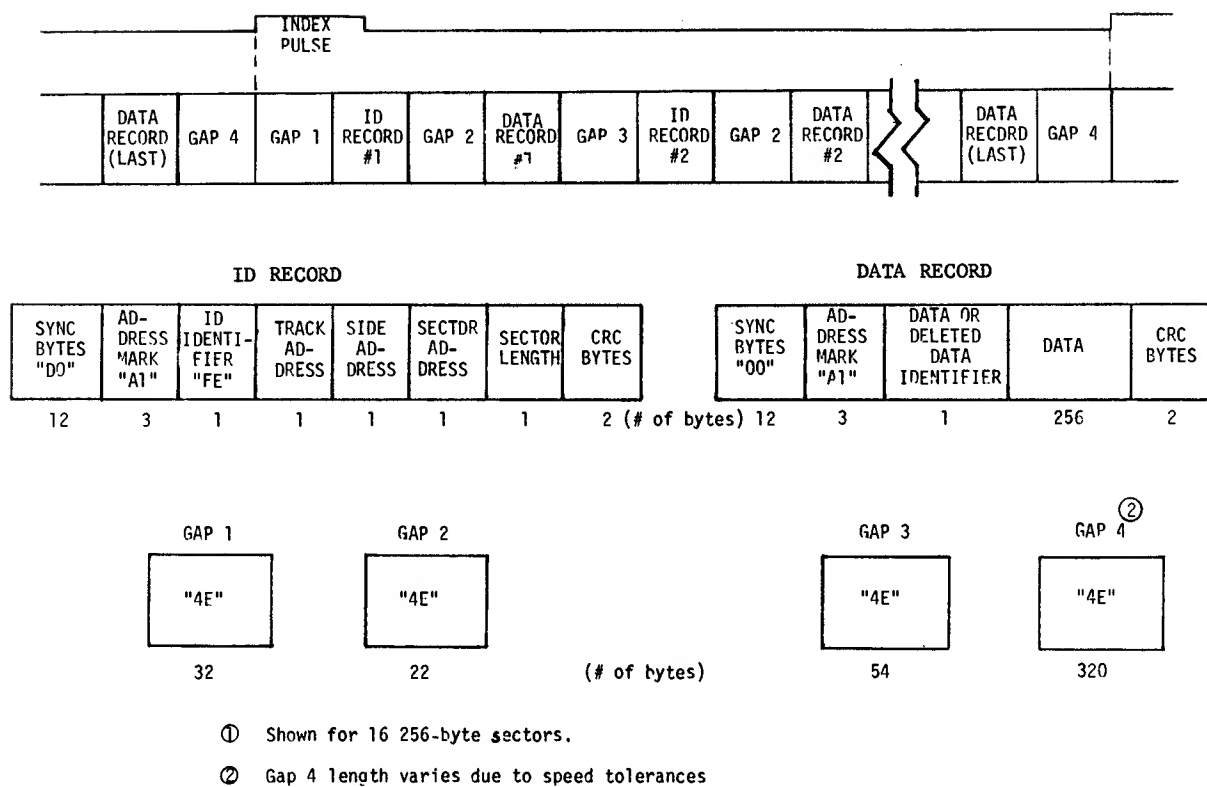 INDEX
PULSE
DATA
RECORD
(LAST)
GAP 4
GAP 1
ID
RECORD
#1
GAP 2
DATA
RECORD
#1
GAP 3
ID
RECORD
#2
GAP 2
DATA
RECORD
#2
DATA
RECORD
(LAST)
GAP 4
ID RECORD
SYNC
BYTES
"00"
AD-
DRESS
MARK
"A1"
ID
IDENTI-
FIER
"FE"
TRACK
AD-
DRESS
SIDE
AD-
DRESS
SECTOR
AD-
DRESS
SECTOR
LENGTH
CRC
BYTES
12 3 1 1 1 1 1 2 (# of bytes)
DATA RECORD
SYNC
BYTES
"00"
AD-
DRESS
MARK
"A1"
DATA OR
DELETED
DATA
IDENTIFIER
DATA
CRC
BYTES
12 3 1 256 2
GAP 1
"4E"
32
GAP 2
"4E"
22
(# of bytes)
GAP 3
"4E"
54
GAP 4 ②
"4E"
320
① Shown for 16 256-byte sectors.
② Gap 4 length varies due to speed tolerances